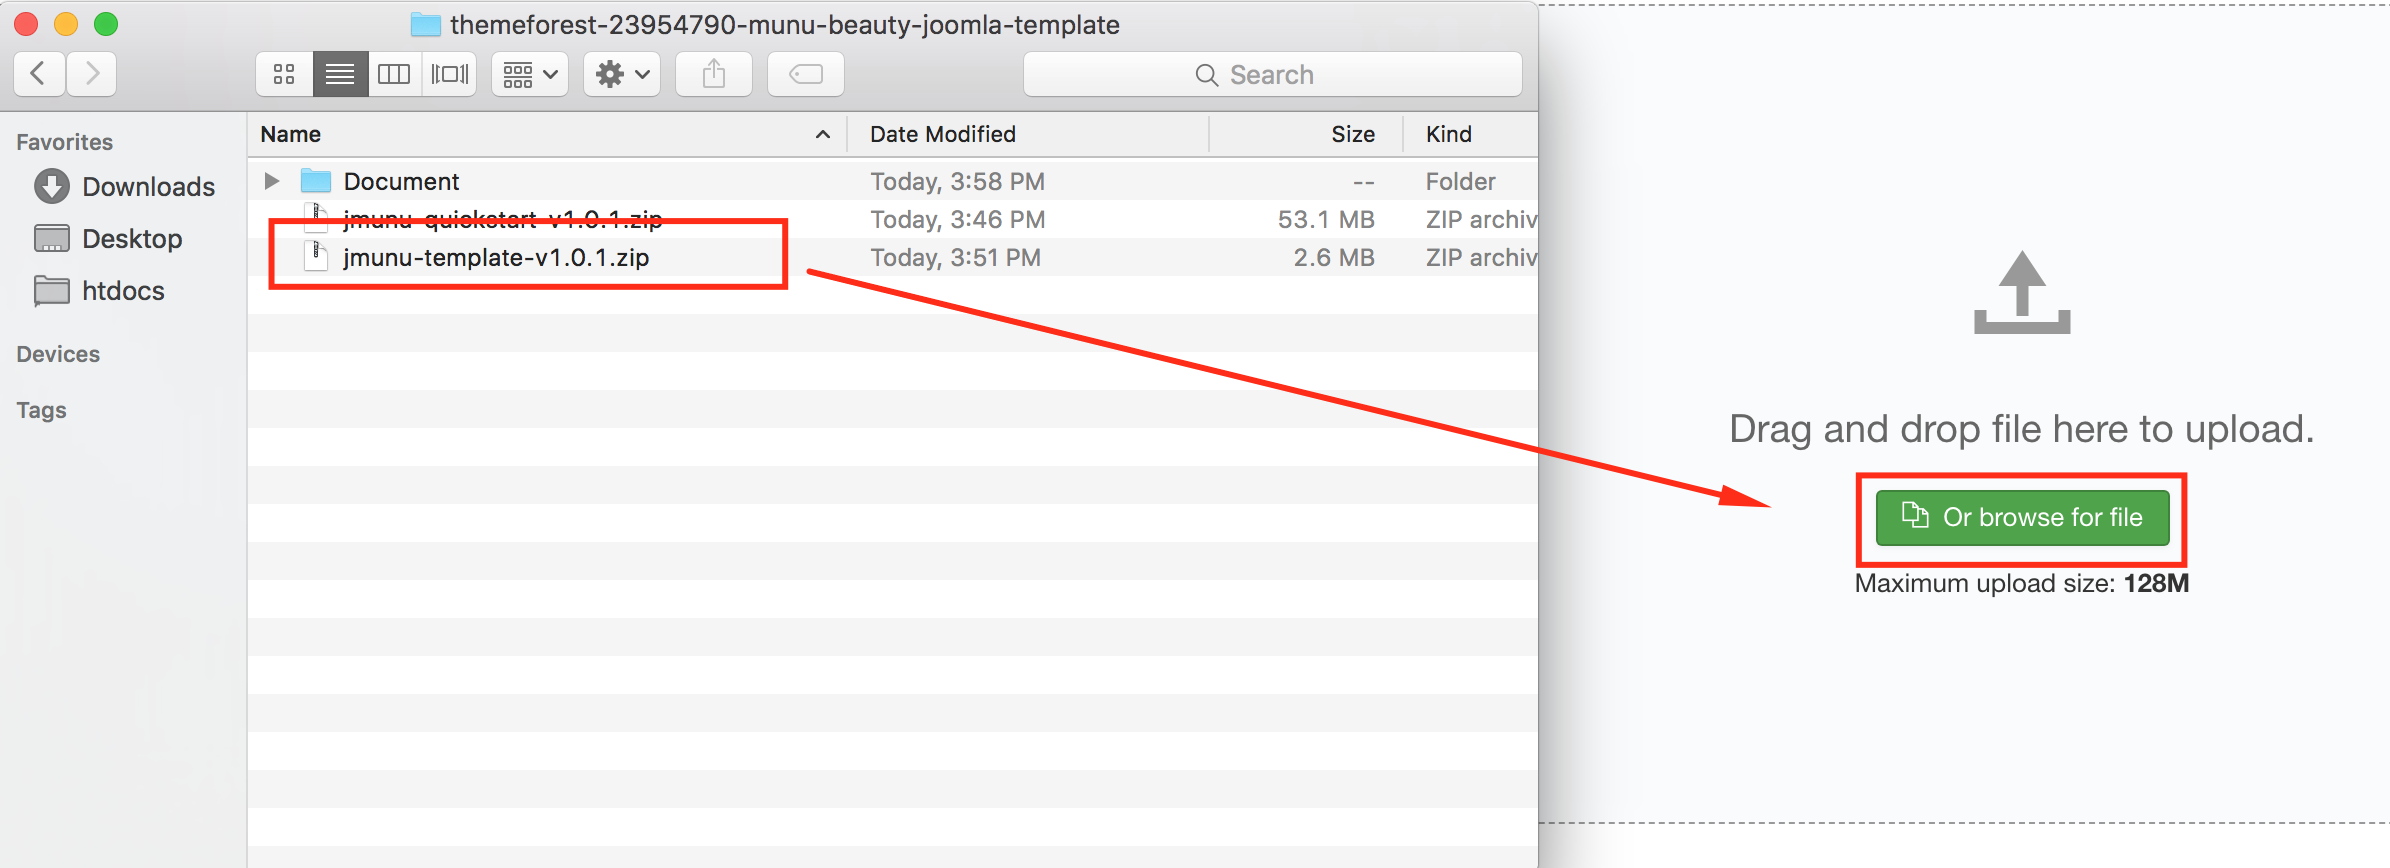 themeforest-23954790-munu-beauty-joomla-template
Search
Favorites
Downloads
Desktop
htdocs
Devices
Tags
Name Date Modified Size Kind
Document Today, 3:58 PM -- Folder
jmunu-quickstart-v1.0.1.zip Today, 3:46 PM 53.1 MB ZIP archiv
jmunu-template-v1.0.1.zip Today, 3:51 PM 2.6 MB ZIP archiv
Drag and drop file here to upload.
Or browse for file
Maximum upload size: 128M